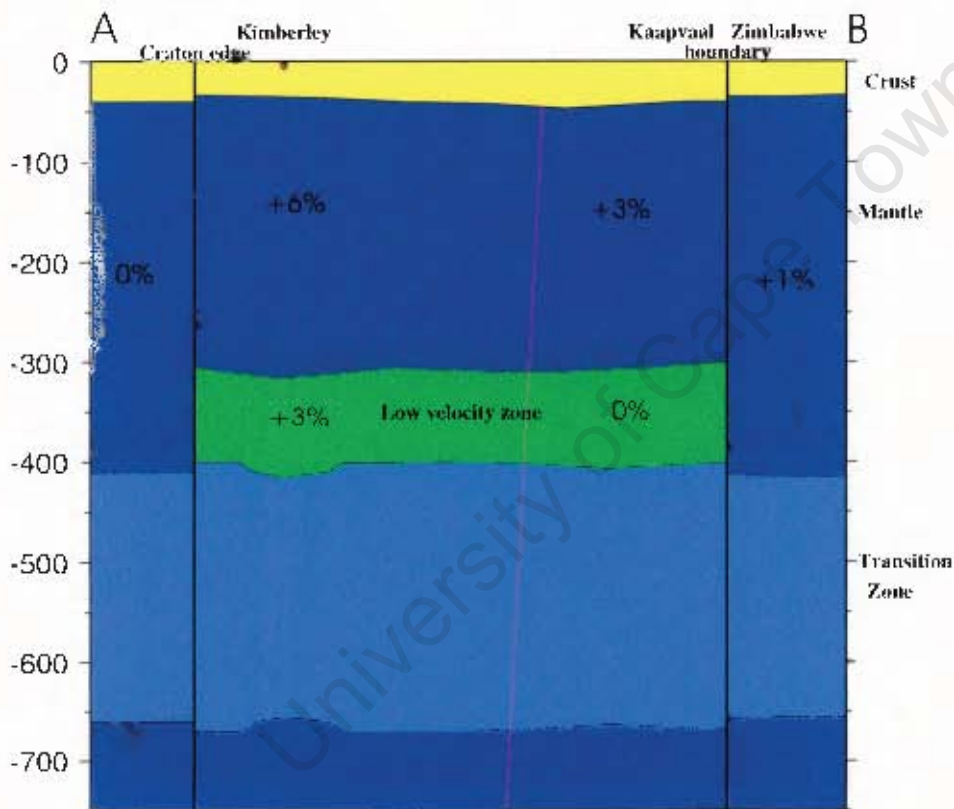 A
Kimberley
Kaapvaal Zimbabwe B
Craton edge
boundary
0
Crust
-100
+6%
+3%
Mantle
-200
0%
+1%
-300
+3%
Low velocity zone
0%
-400
-500
Transition
Zone
-600
-700
University of Cape Town